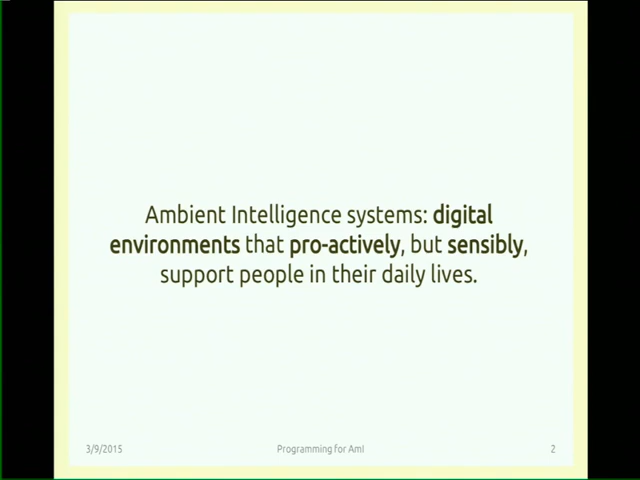 Ambient Intelligence systems: digital
environments that pro-actively, but sensibly,
support people in their daily lives.
3/9/2015
Programming for AmI
2